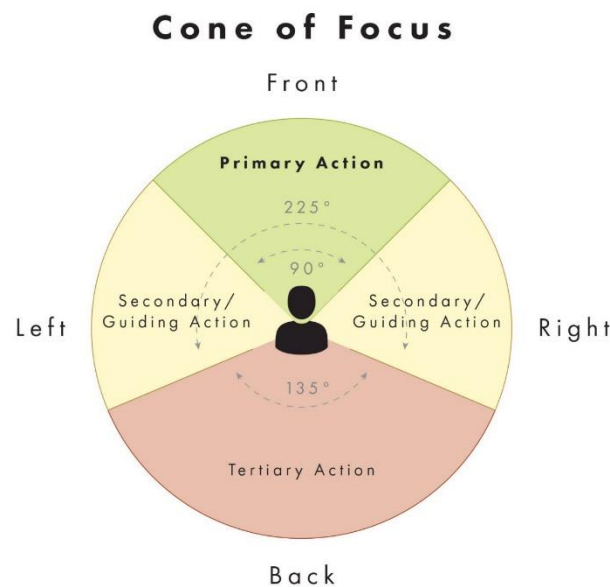 Cone of Focus
Front
Primary Action
225°
90°
Left
Secondary/
Guiding Action
Secondary/
Guiding Action
Right
135°
Tertiary Action
Back